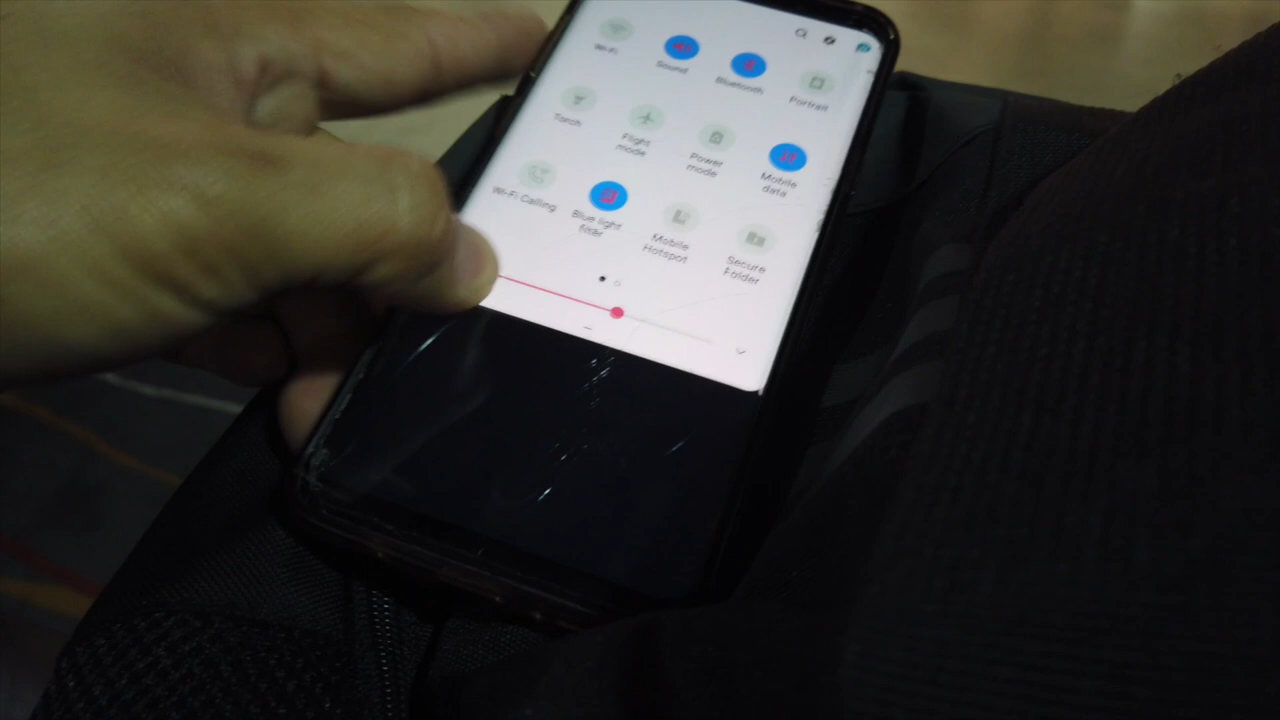 Wi-Fi
Sound
Bluetooth
Portrait
Torch
Flight
mode
Power
mode
Mobile
data
Wi-Fi Calling
Blue light
filter
Mobile
Hotspot
Secure
Folder